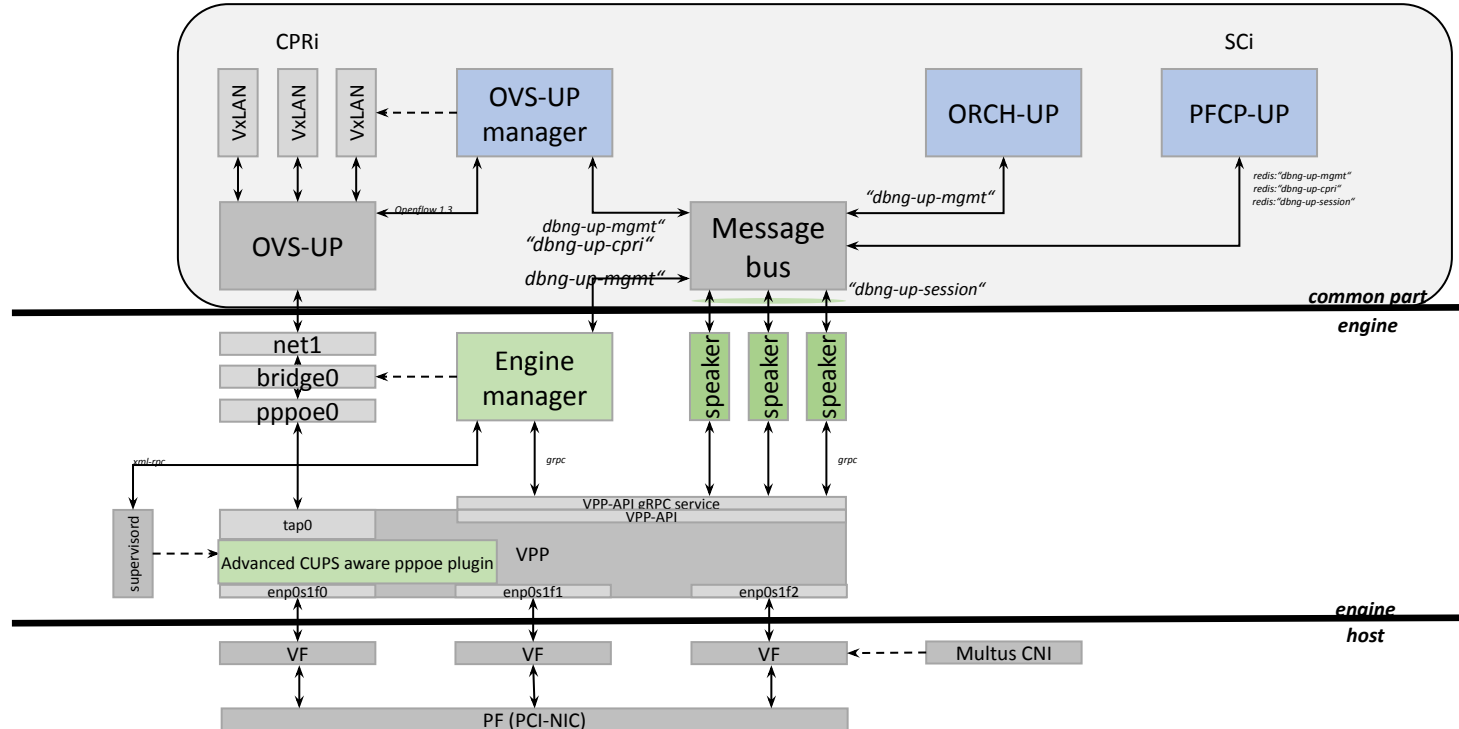 CPRi
SCi
VxLAN
VxLAN
VxLAN
OVS-UP
manager
ORCH-UP
PFCP-UP
redis:"dbng-up-mgmt"
redis:"dbng-up-cpri"
redis:"dbng-up-session"
"dbng-up-mgmt"
Openflow 1.3
OVS-UP
dbng-up-mgmt"
"dbng-up-cpri"
Message
bus
dbng-up-mgmt"
"dbng-up-session"
common part
engine
net1
bridge0
pppoe0
Engine
manager
speaker
speaker
speaker
xml-rpc
grpc
grpc
VPP-API gRPC service
VPP-API
tap0
supervisord
VPP
Advanced CUPS aware pppoe plugin
enp0s1f0
enp0s1f1
enp0s1f2
engine
host
VF
VF
VF
Multus CNI
PF (PCI-NIC)